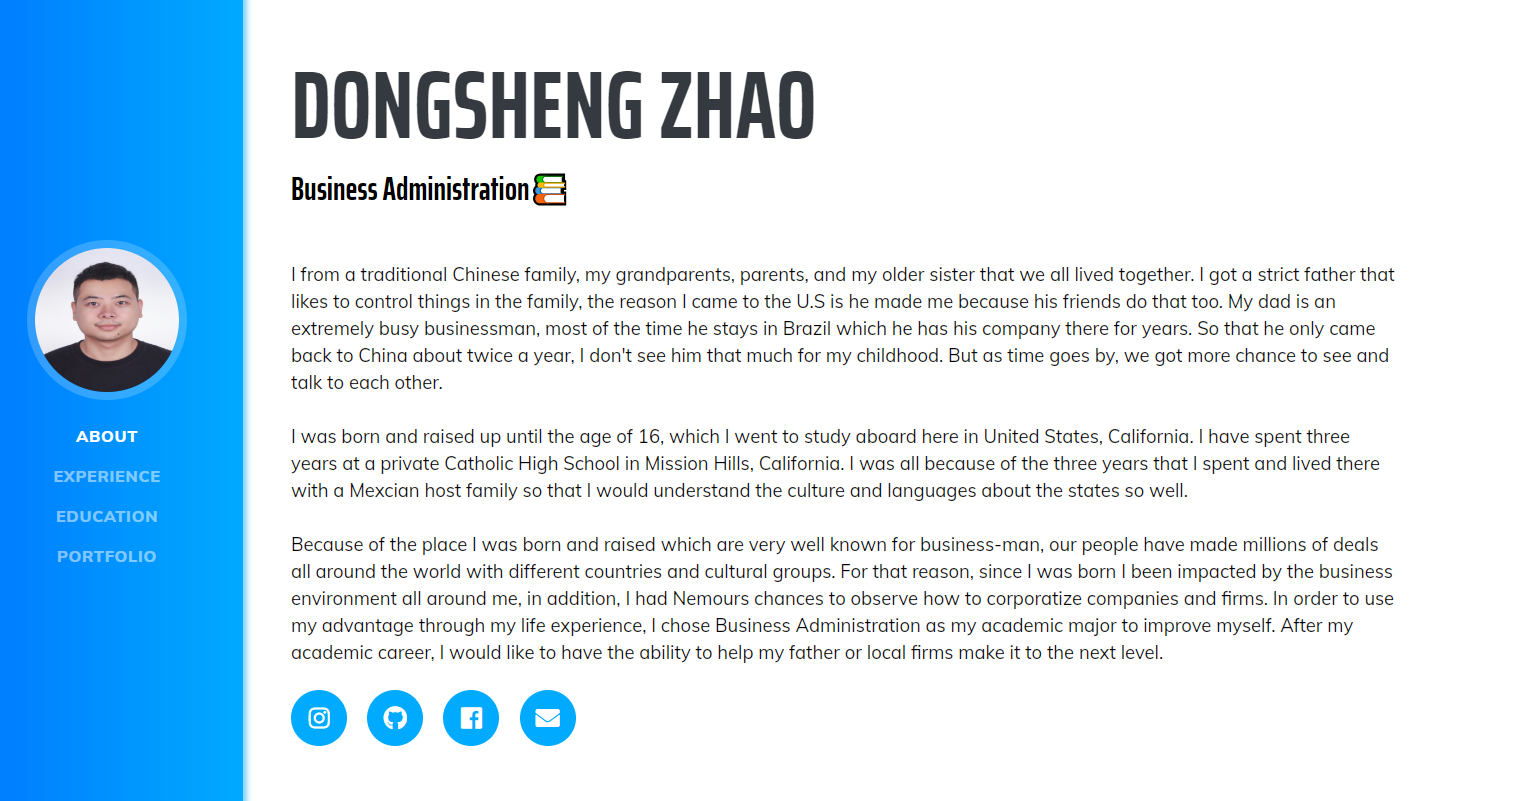 DONGSHENG ZHAO
Business Administration
I from a traditional Chinese family, my grandparents, parents, and my older sister that we all lived together. I got a strict father that
likes to control things in the family, the reason I came to the U.S is he made me because his friends do that too. My dad is an
extremely busy businessman, most of the time he stays in Brazil which he has his company there for years. So that he only came
back to China about twice a year, I don't see him that much for my childhood. But as time goes by, we got more chance to see and
talk to each other.
I was born and raised up until the age of 16, which I went to study aboard here in United States, California. I have spent three
years at a private Catholic High School in Mission Hills, California. I was all because of the three years that I spent and lived there
with a Mexcian host family so that I would understand the culture and languages about the states so well.
Because of the place I was born and raised which are very well known for business-man, our people have made millions of deals
all around the world with different countries and cultural groups. For that reason, since I was born I been impacted by the business
environment all around me, in addition, I had Nemours chances to observe how to corporatize companies and firms. In order to use
my advantage through my life experience, I chose Business Administration as my academic major to improve myself. After my
academic career, I would like to have the ability to help my father or local firms make it to the next level.
ABOUT
EXPERIENCE
EDUCATION
PORTFOLIO